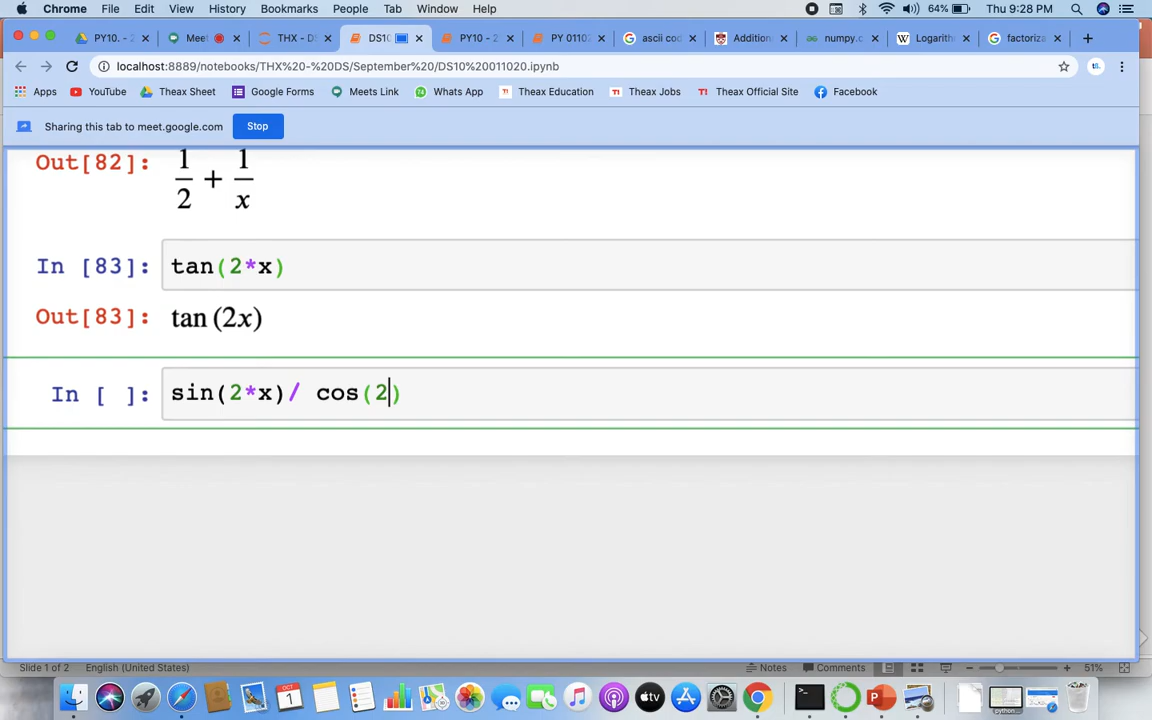 Chrome File Edit View History Bookmarks People Tab Window Help 64% Thu 9:28 PM
PY10. - 2 Meet THX - DS DS10 PY10 - 2 PY 0110 ascii cod Addition numpy.c Logarith factoriza
localhost:8889/notebooks/THX%20-%20DS/September%20/DS10%20011020.ipynb
Apps YouTube Theax Sheet Google Forms Meets Link Whats App Theax Education Theax Jobs Theax Official Site Facebook
Sharing this tab to meet.google.com Stop
Out[82]: 1/2 + 1/x
In [83]: tan(2*x)
Out[83]: tan (2x)
In [ ]: sin(2*x)/ cos(2)
Slide 1 of 2 English (United States) Notes Comments 51%